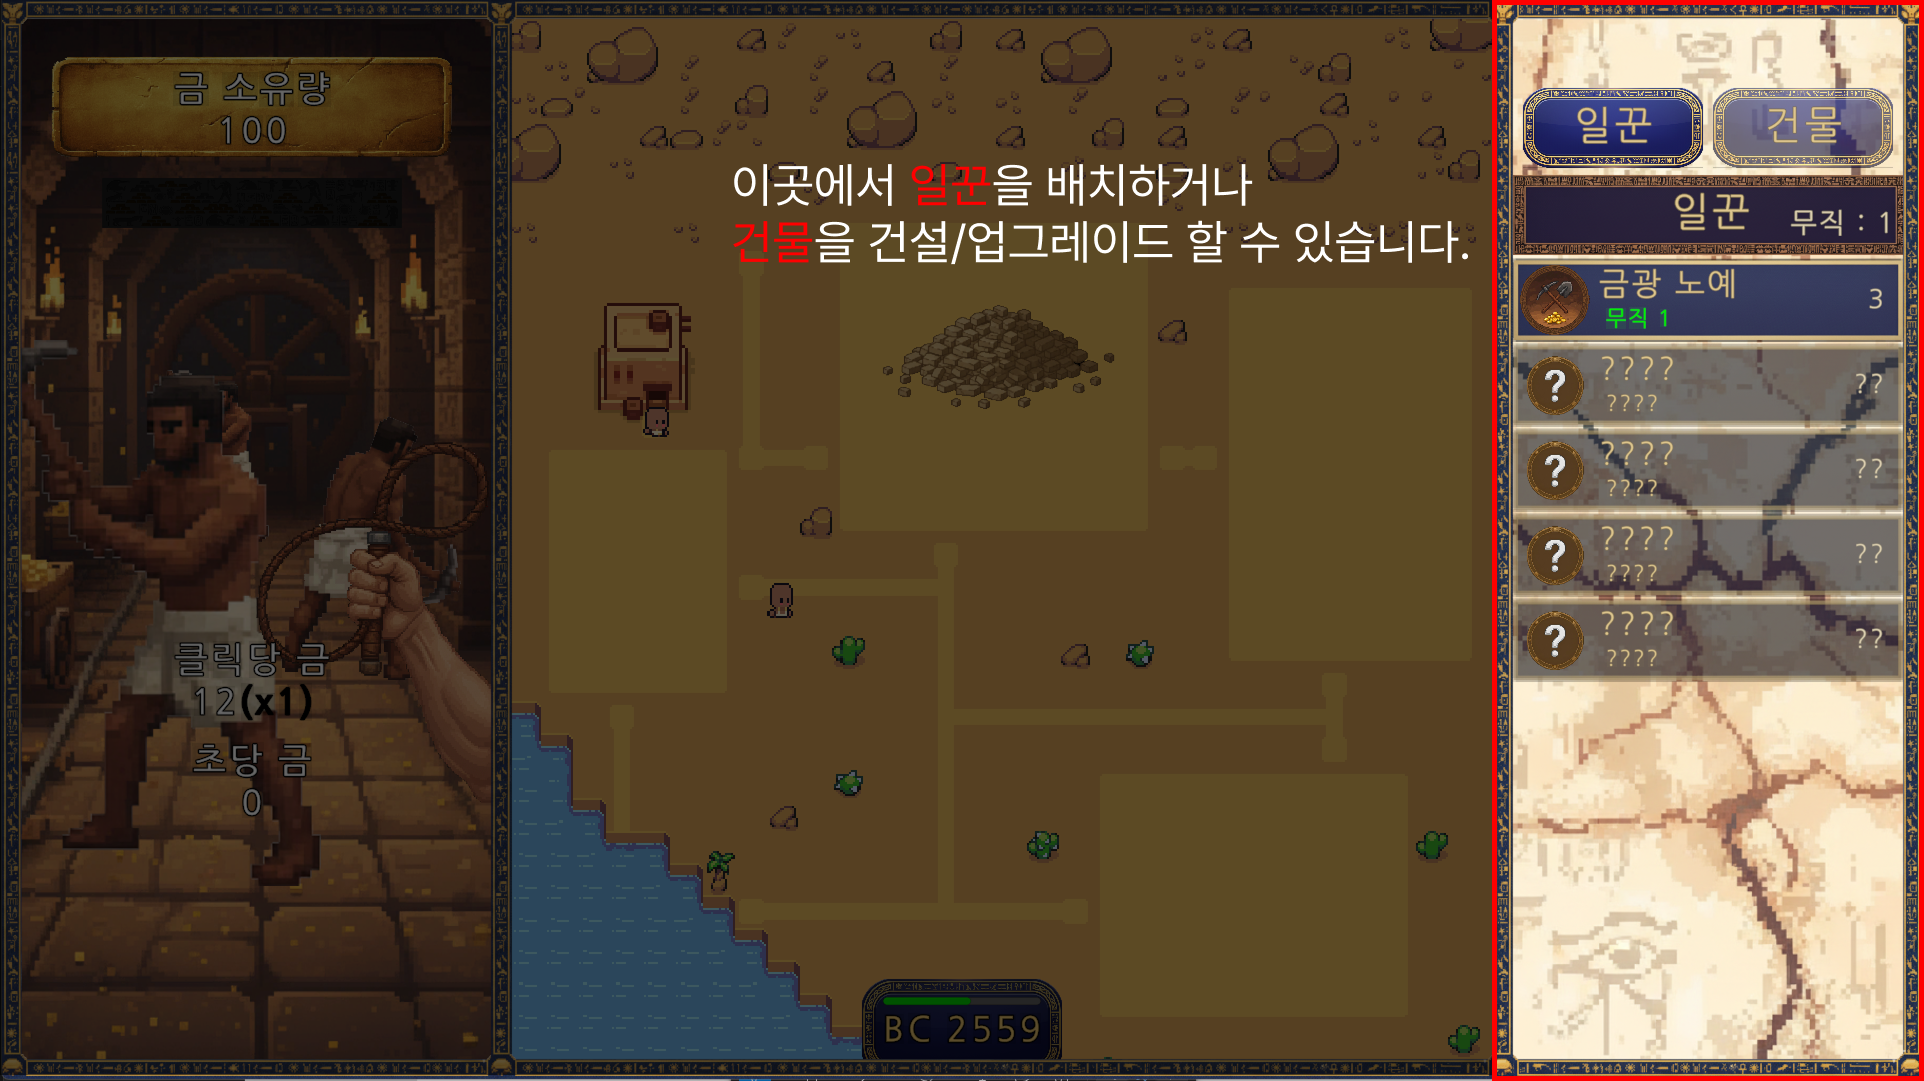 금 소유량
100
이곳에서 일꾼을 배치하거나
건물을 건설/업그레이드 할 수 있습니다.
클릭당 금
12(x1)
초당 금
0
BC 2559
일꾼
건물
일꾼
무직 : 1
금광 노예
3
무직 1
????
??
????
????
??
????
????
??
????
????
??
????